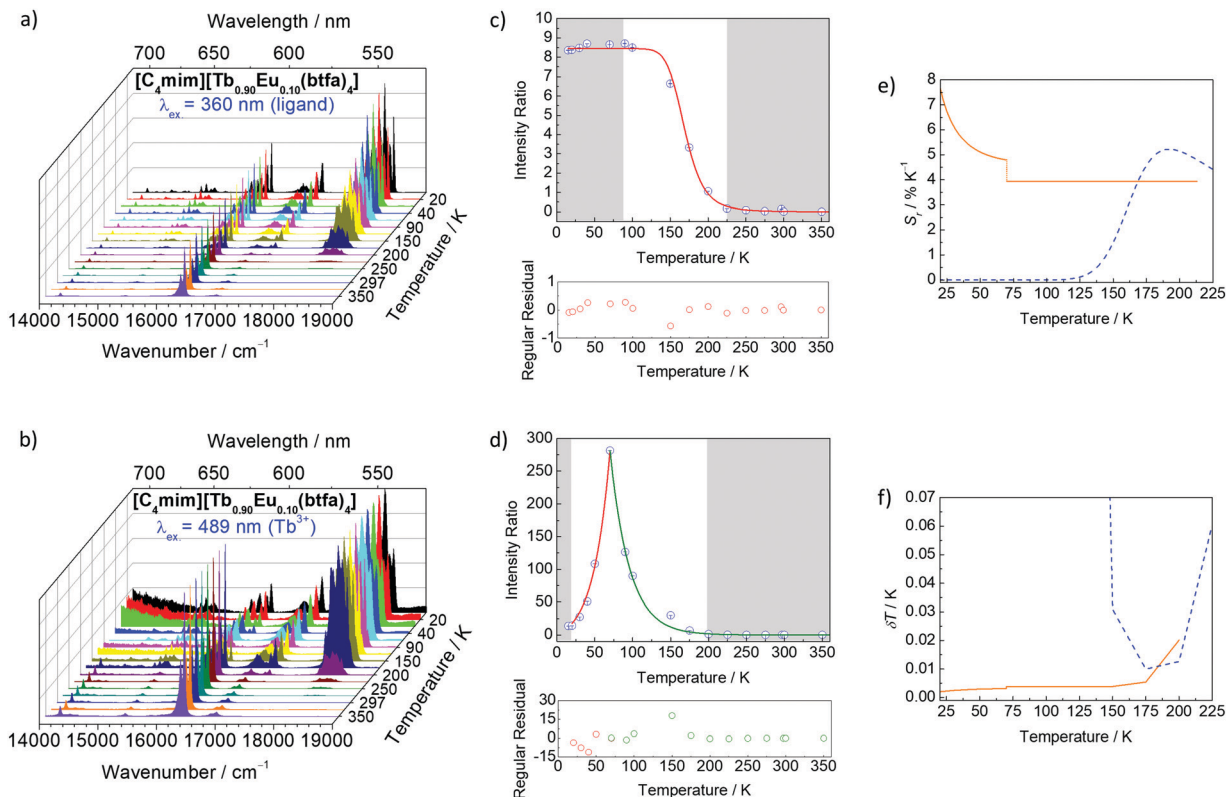 a)
Wavelength / nm
700 650 600 550
[C4mim][Tb0.90Eu0.10(btfa)4]
λex. = 360 nm (ligand)
20
40
90
150
200
250
297
350
Temperature / K
14000 15000 16000 17000 18000 19000
Wavenumber / cm−1
b)
Wavelength / nm
700 650 600 550
[C4mim][Tb0.90Eu0.10(btfa)4]
λex. = 489 nm (Tb3+)
20
40
90
150
200
250
297
350
Temperature / K
14000 15000 16000 17000 18000 19000
Wavenumber / cm−1
c)
Intensity Ratio
10
9
8
7
6
5
4
3
2
1
0
0 50 100 150 200 250 300 350
Temperature / K
Regular Residual
1
0
-1
0 50 100 150 200 250 300 350
Temperature / K
d)
Intensity Ratio
300
250
200
150
100
50
0
0 50 100 150 200 250 300 350
Temperature / K
Regular Residual
30
15
0
-15
0 50 100 150 200 250 300 350
Temperature / K
e)
Sr / % K−1
8
7
6
5
4
3
2
1
0
25 50 75 100 125 150 175 200 225
Temperature / K
f)
δT / K
0.07
0.06
0.05
0.04
0.03
0.02
0.01
0.00
25 50 75 100 125 150 175 200 225
Temperature / K